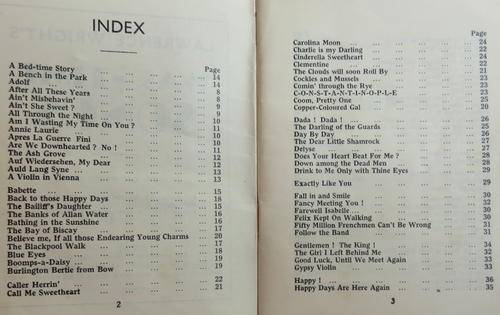 INDEX
Page
A Bed-time Story
A Bench in the Park ... 14
Adolf ... 14
After All These Years ... 8
Ain't Misbehavin' ... 8
Ain't She Sweet ? ... 9
All Through the Night ... 9
Am I Wasting My Time On You ? ... 10
Annie Laurie ... 10
Apres La Guerre Fini ... 11
Are We Downhearted ? No ! ... 11
The Ash Grove ... 12
Auf Wiedersehen, My Dear ... 12
Auld Lang Syne ... 13
A Violin in Vienna ... 13
Babette ... 15
Back to those Happy Days ... 18
The Bailiff's Daughter ... 15
The Banks of Allan Water ... 16
Bathing in the Sunshine ... 16
The Bay of Biscay ... 17
Believe me, If all those Endearing Young Charms ... 20
The Blackpool Walk ... 17
Blue Eyes ... 18
Boomps-a-Daisy ... 19
Burlington Bertie from Bow ... 19
Caller Herrin' ... 22
Call Me Sweetheart ... 21
2
Page
Carolina Moon ... 24
Charlie is my Darling ... 22
Cinderella Sweetheart ... 24
Clementine ... 22
The Clouds will soon Roll By ... 21
Cockles and Mussels ... 23
Comin' through the Rye ... 23
C-O-N-S-T-A-N-T-I-N-O-P-L-E ... 23
Coom, Pretty One ... 25
Copper-Coloured Gal ... 20
Dada ! Dada ! ... 26
The Darling of the Guards ... 25
Day By Day ... 26
The Dear Little Shamrock ... 27
Delyse ... 27
Does Your Heart Beat For Me ? ... 28
Down among the Dead Men ... 28
Drink to Me Only with Thine Eyes ... 29
Exactly Like You ... 29
Fall in and Smile ... 30
Fancy Meeting You ! ... 32
Farewell Isabelle ... 30
Felix Kept On Walking ... 30
Fifty Million Frenchmen Can't Be Wrong ... 31
Follow the Band ... 31
Gentlemen ! The King ! ... 34
The Girl I Left Behind Me ... 32
Good Luck, Until We Meet Again ... 33
Gypsy Violin ... 33
Happy ! ... 36
Happy Days Are Here Again ... 35
3